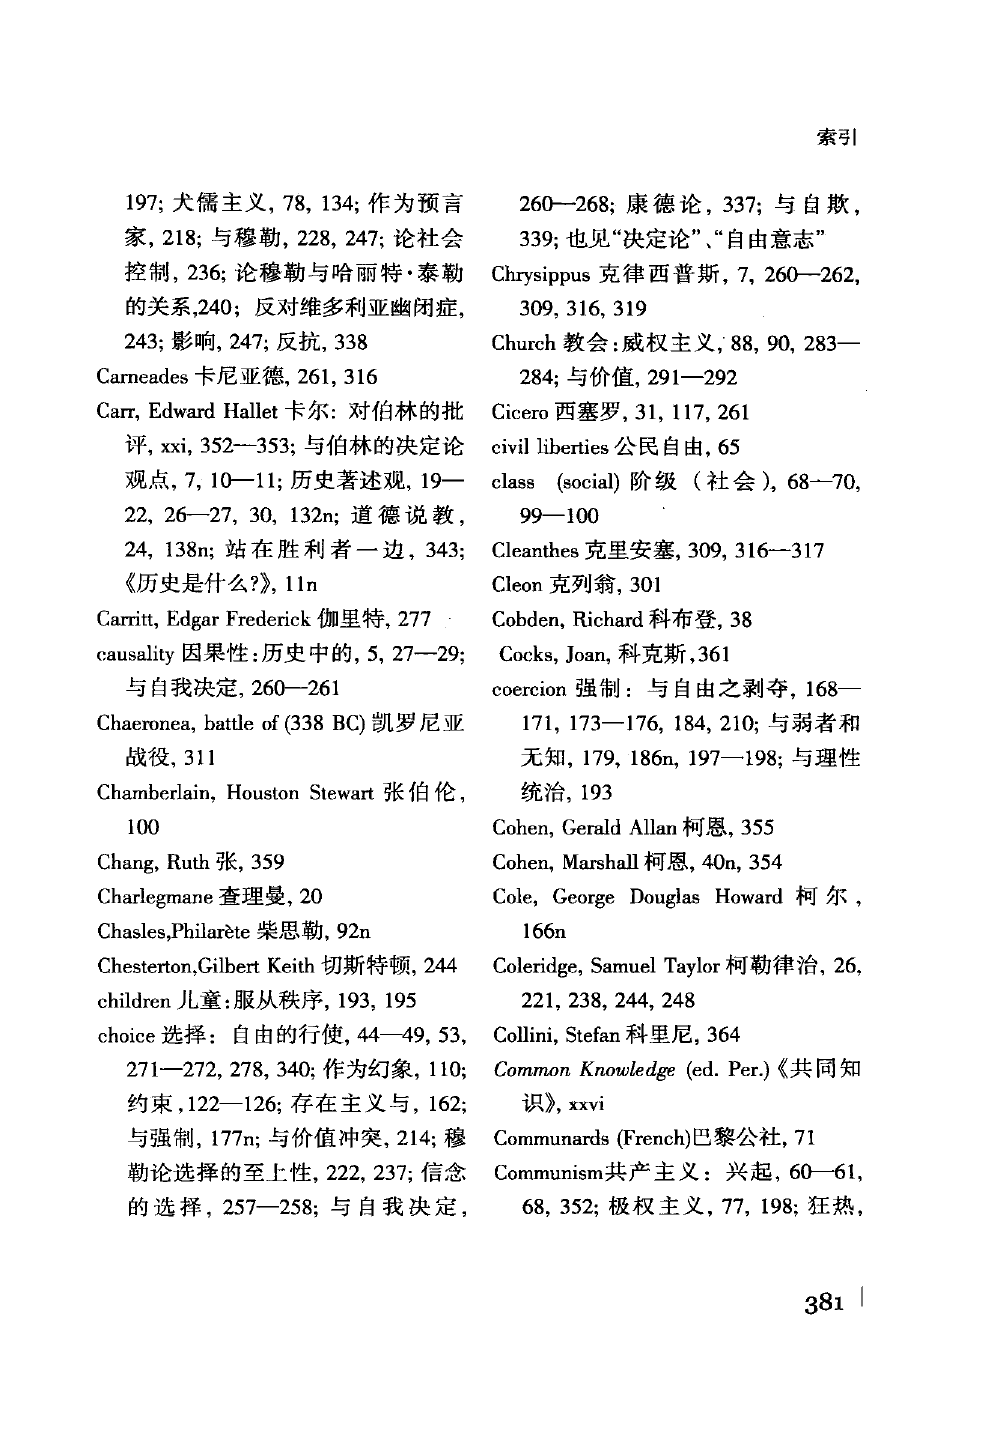 索引
197; 犬儒主义, 78, 134; 作为预言
家, 218; 与穆勒, 228, 247; 论社会
控制, 236; 论穆勒与哈丽特·泰勒
的关系,240; 反对维多利亚幽闭症,
243; 影响, 247; 反抗, 338
Carneades 卡尼亚德, 261, 316
Carr, Edward Hallet 卡尔: 对伯林的批
评, xxi, 352—353; 与伯林的决定论
观点, 7, 10—11; 历史著述观, 19—
22, 26—27, 30, 132n; 道德说教,
24, 138n; 站在胜利者一边, 343;
《历史是什么?》, 11n
Carritt, Edgar Frederick 伽里特, 277
causality 因果性:历史中的, 5, 27—29;
与自我决定, 260—261
Chaeronea, battle of (338 BC) 凯罗尼亚
战役, 311
Chamberlain, Houston Stewart 张伯伦,
100
Chang, Ruth 张, 359
Charlegmane 查理曼, 20
Chasles,Philarète 柴思勒, 92n
Chesterton,Gilbert Keith 切斯特顿, 244
children 儿童:服从秩序, 193, 195
choice 选择: 自由的行使, 44—49, 53,
271—272, 278, 340; 作为幻象, 110;
约束,122—126; 存在主义与, 162;
与强制, 177n; 与价值冲突, 214; 穆
勒论选择的至上性, 222, 237; 信念
的选择, 257—258; 与自我决定,
260—268; 康德论, 337; 与自欺,
339; 也见“决定论”、“自由意志”
Chrysippus 克律西普斯, 7, 260—262,
309, 316, 319
Church 教会:威权主义, 88, 90, 283—
284; 与价值, 291—292
Cicero 西塞罗, 31, 117, 261
civil liberties 公民自由, 65
class (social) 阶级（社会）, 68—70,
99—100
Cleanthes 克里安塞, 309, 316—317
Cleon 克列翁, 301
Cobden, Richard 科布登, 38
Cocks, Joan, 科克斯,361
coercion 强制: 与自由之剥夺, 168—
171, 173—176, 184, 210; 与弱者和
无知, 179, 186n, 197—198; 与理性
统治, 193
Cohen, Gerald Allan 柯恩, 355
Cohen, Marshall 柯恩, 40n, 354
Cole, George Douglas Howard 柯尔,
166n
Coleridge, Samuel Taylor 柯勒律治, 26,
221, 238, 244, 248
Collini, Stefan 科里尼, 364
Common Knowledge (ed. Per.)《共同知
识》, xxvi
Communards (French)巴黎公社, 71
Communism共产主义: 兴起, 60—61,
68, 352; 极权主义, 77, 198; 狂热,
381